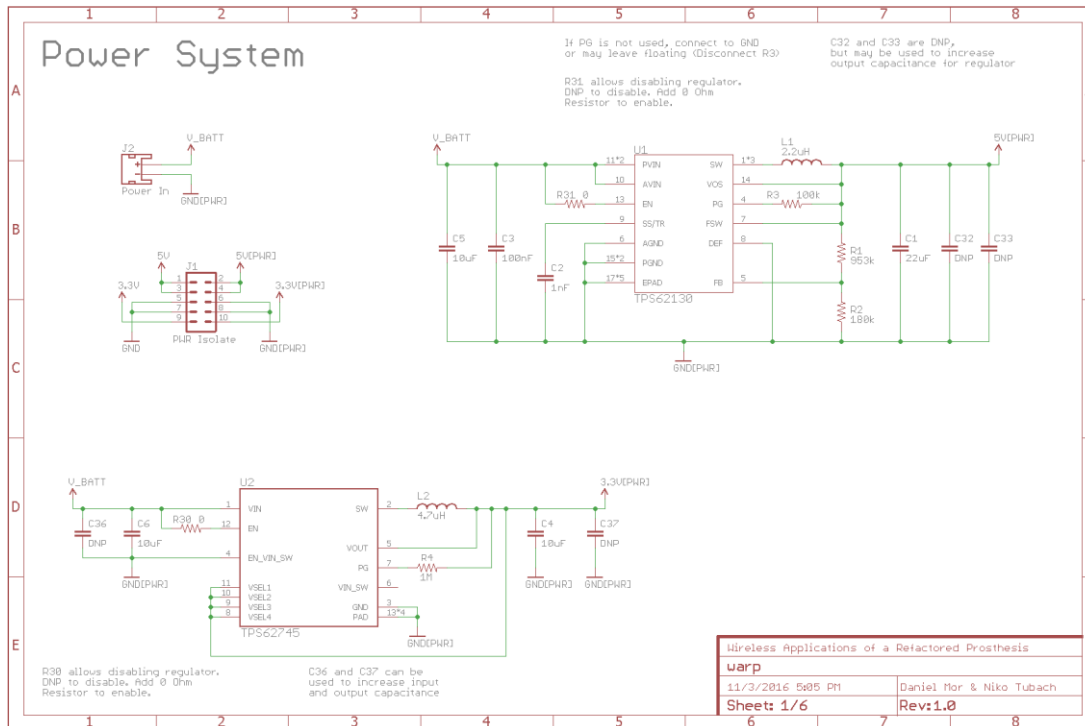 1 2 3 4 5 6 7 8
Power System
If PG is not used, connect to GND
or may leave floating (Disconnect R3)
R31 allows disabling regulator.
DNP to disable. Add 0 Ohm
Resistor to enable.
C32 and C33 are DNP,
but may be used to increase
output capacitance for regulator
A
B
C
D
E
J2
V_BATT
+
-
Power In
GND[PWR]
5V
J1
5V[PWR]
3.3V
3.3V[PWR]
1 2
3 4
5 6
7 8
9 10
PWR Isolate
GND
GND[PWR]
V_BATT
U1
L1
2.2uH
5V[PWR]
11*2 PVIN SW 1*3
10 AVIN VOS 14
R31 0
13 EN PG 4
R3 100k
9 SS/TR FSW 7
6 AGND DEF 8
15*2 PGND
17*5 EPAD FB 5
TPS62130
C5
10uF
C3
100nF
C2
1nF
R1
953k
R2
180k
C1
22uF
C32
DNP
C33
DNP
GND[PWR]
V_BATT
U2
L2
4.7uH
3.3V[PWR]
1 VIN SW 2
R30 0
12 EN
VOUT 5
4 EN_VIN_SW PG 7
R4
1M
VIN_SW 6
11 VSEL1
10 VSEL2
9 VSEL3 GND 3
8 VSEL4 PAD 13*4
TPS62745
C36
DNP
C6
10uF
GND[PWR]
C4
10uF
C37
DNP
GND[PWR]
GND[PWR]
GND[PWR]
R30 allows disabling regulator.
DNP to disable. Add 0 Ohm
Resistor to enable.
C36 and C37 can be
used to increase input
and output capacitance
Wireless Applications of a Refactored Prosthesis
warp
11/3/2016 5:05 PM
Daniel Mor & Niko Tubach
Sheet: 1/6
Rev:1.0
1 2 3 4 5 6 7 8